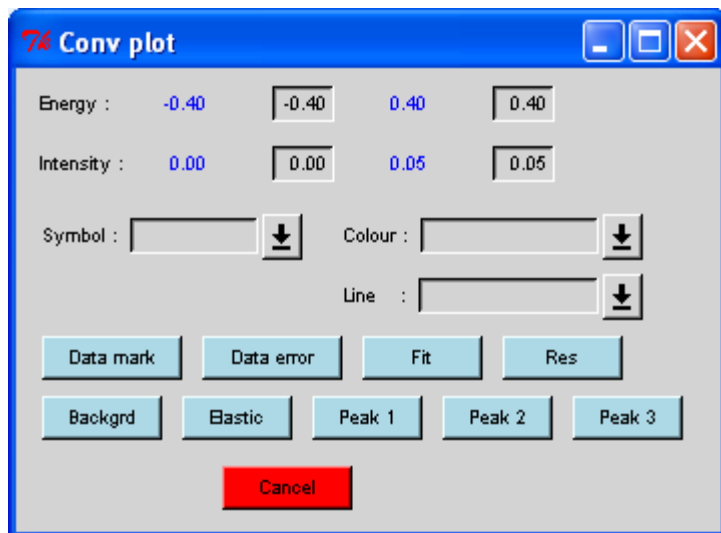 Conv plot
Energy : -0.40 -0.40 0.40 0.40
Intensity : 0.00 0.00 0.05 0.05
Symbol : Colour :
Line :
Data mark Data error Fit Res
Backgrd Elastic Peak 1 Peak 2 Peak 3
Cancel